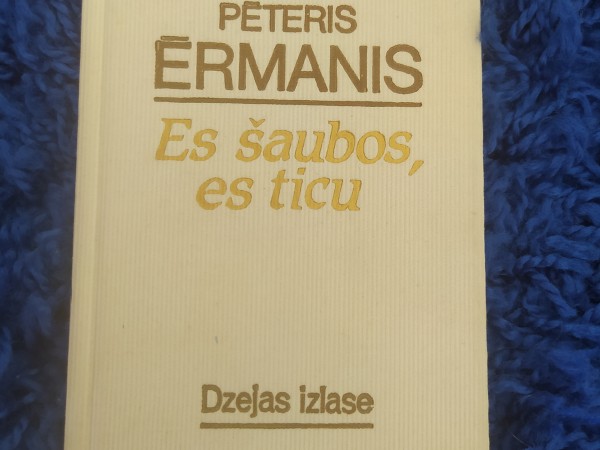 PĒTERIS
ĒRMANIS
Es šaubos,
es ticu
Dzejas izlase